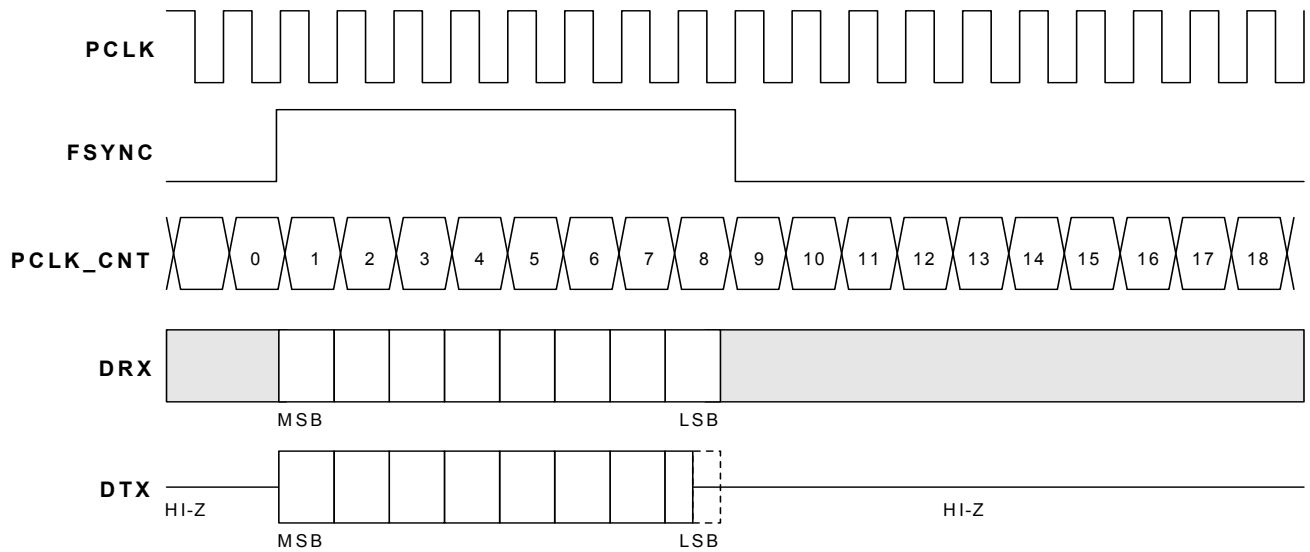 PCLK
FSYNC
PCLK_CNT 0 1 2 3 4 5 6 7 8 9 10 11 12 13 14 15 16 17 18
DRX
MSB LSB
DTX
HI-Z HI-Z
MSB LSB